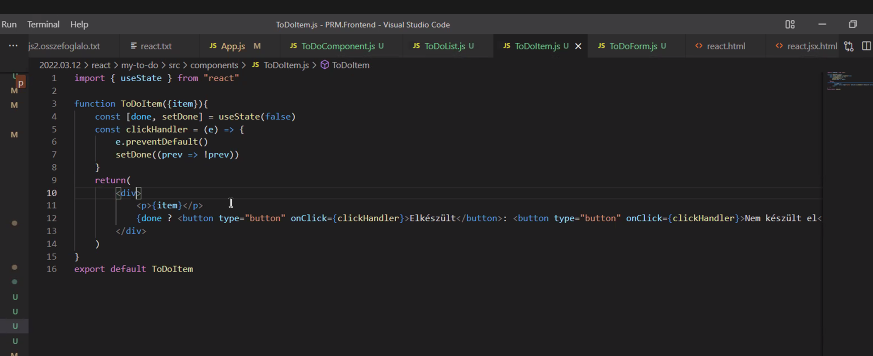 Run Terminal Help ToDoItem.js - PRM.Frontend - Visual Studio Code
... js2.osszefoglalo.txt react.txt JS App.js M JS ToDoComponent.js U JS ToDoList.js U JS ToDoItem.js U JS ToDoForm.js U <> react.html <> react.jsx.html
2022.03.12 > react > my-to-do > src > components > JS ToDoItem.js > ToDoItem
U
p
M
M
M
U
U
U
U
M
1 import { useState } from "react"
2
3 function ToDoItem({item}){
4 const [done, setDone] = useState(false)
5 const clickHandler = (e) => {
6 e.preventDefault()
7 setDone((prev => !prev))
8 }
9 return(
10 <div>
11 <p>{item}</p>
12 {done ? <button type="button" onClick={clickHandler}>Elkészült</button>: <button type="button" onClick={clickHandler}>Nem készült el<
13 </div>
14 )
15 }
16 export default ToDoItem